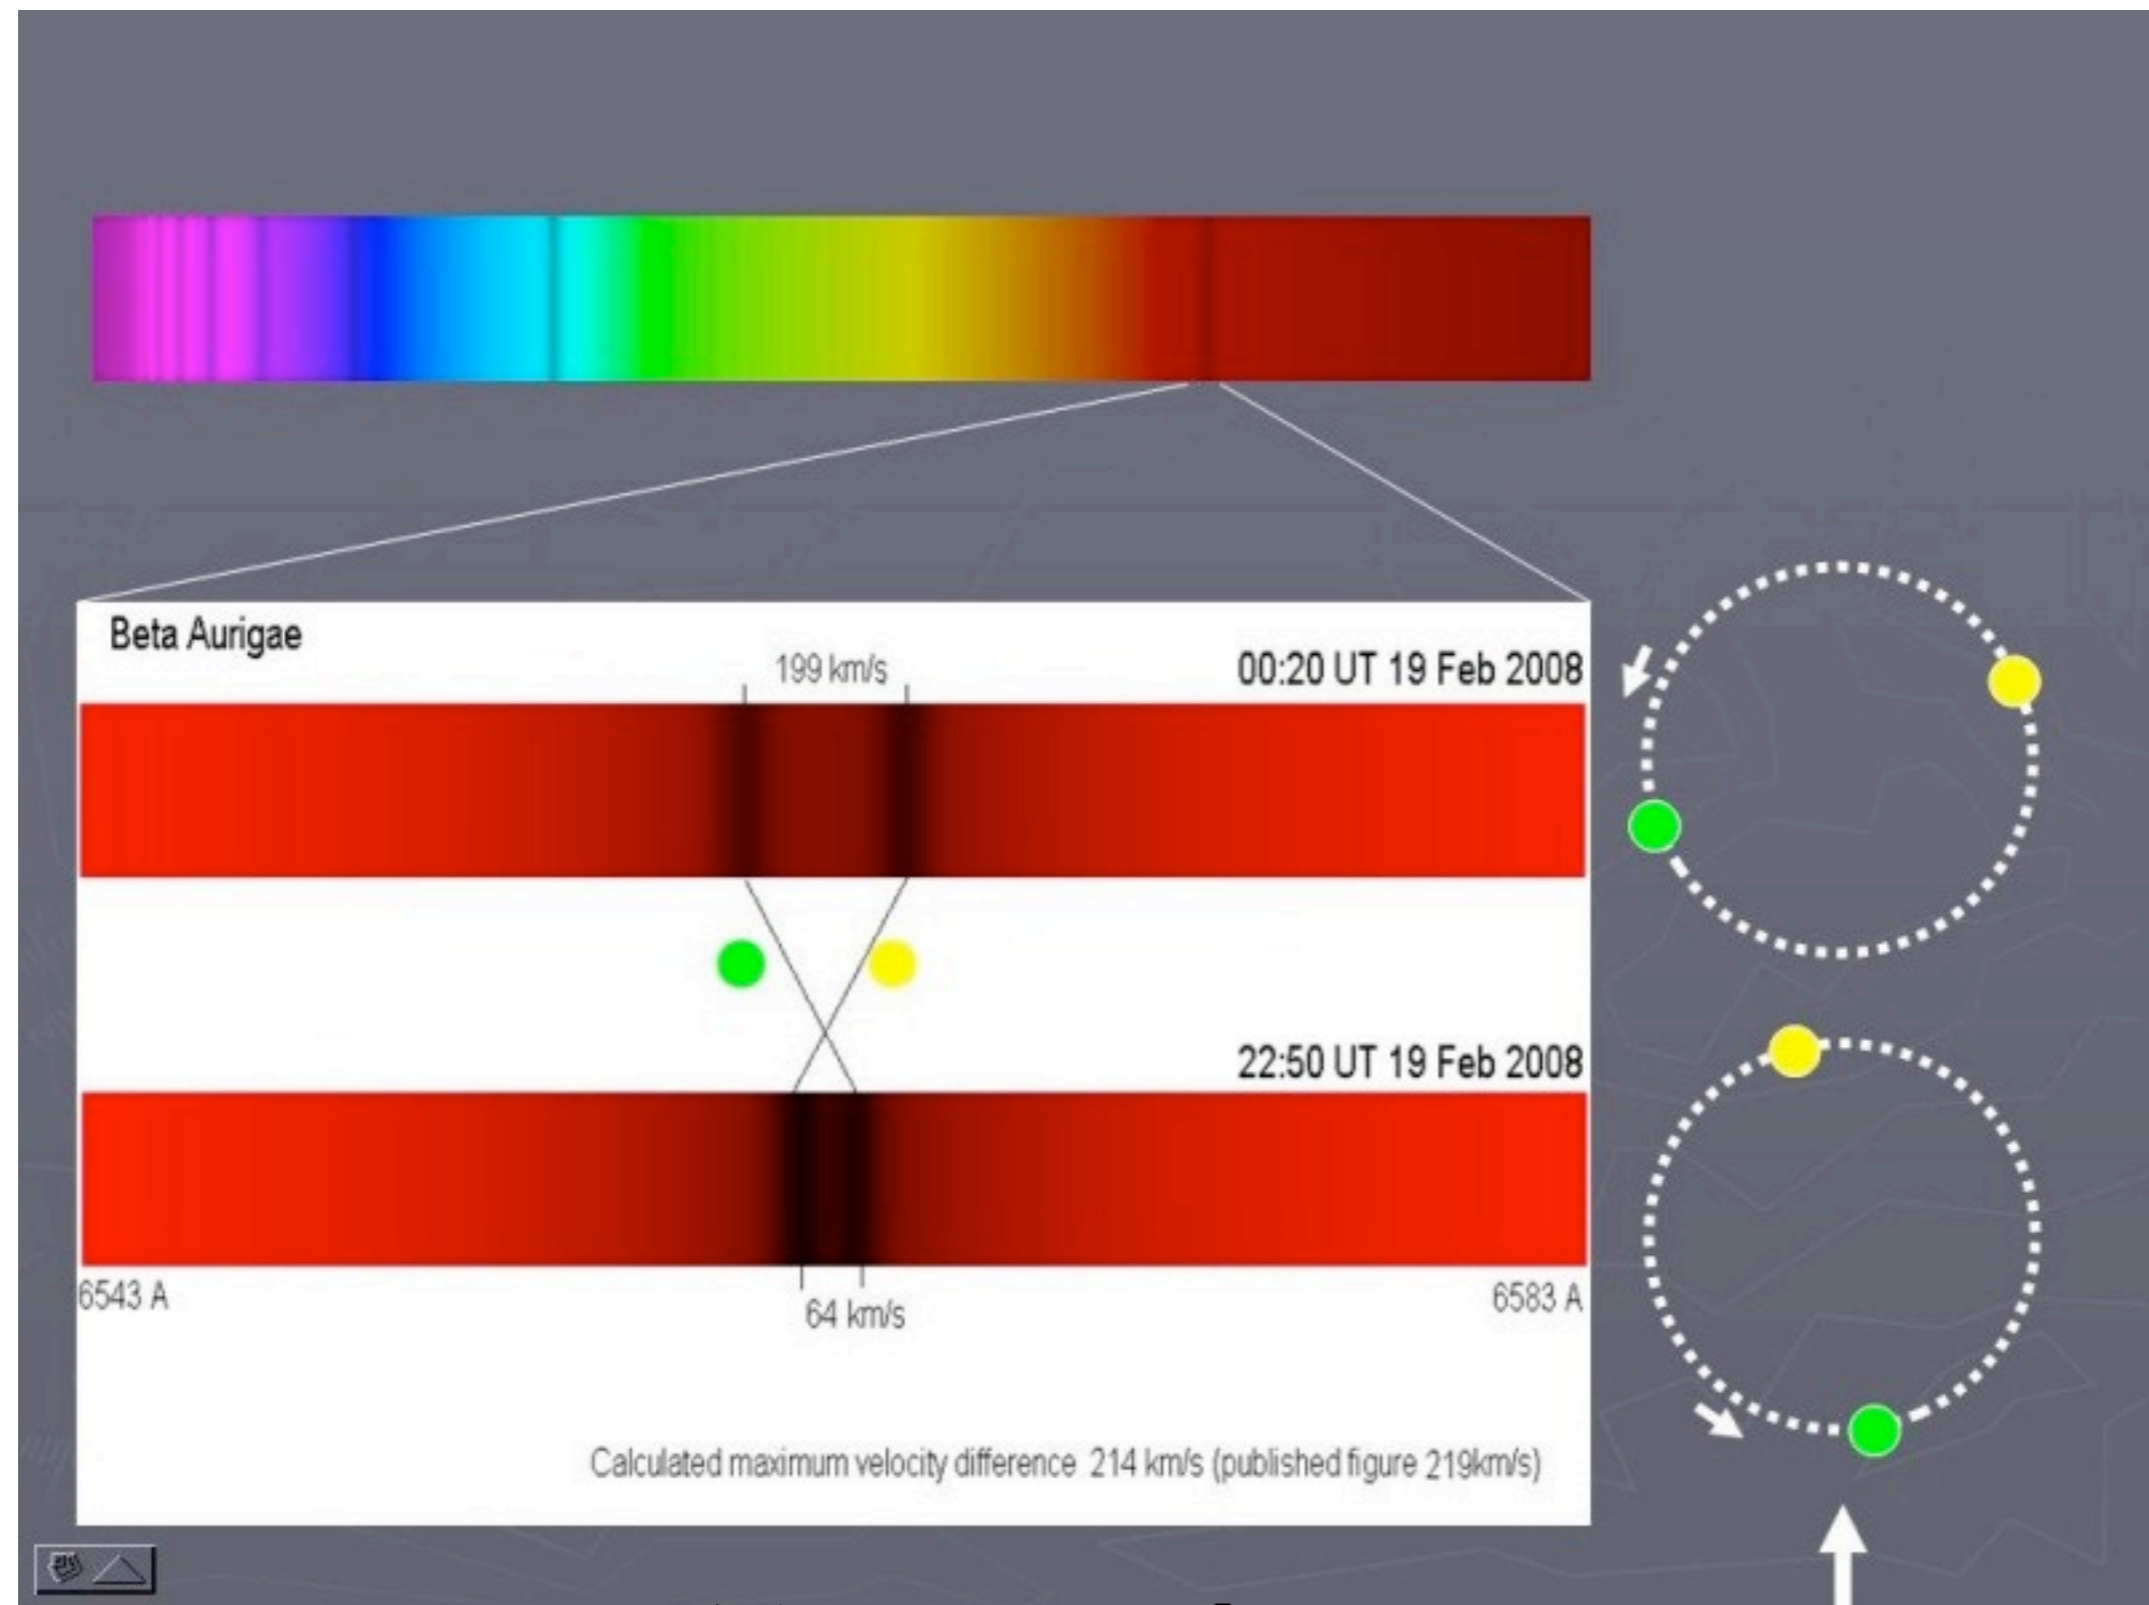 Beta Aurigae
199 km/s
00:20 UT 19 Feb 2008
22:50 UT 19 Feb 2008
6543 A
6583 A
64 km/s
Calculated maximum velocity difference 214 km/s (published figure 219km/s)